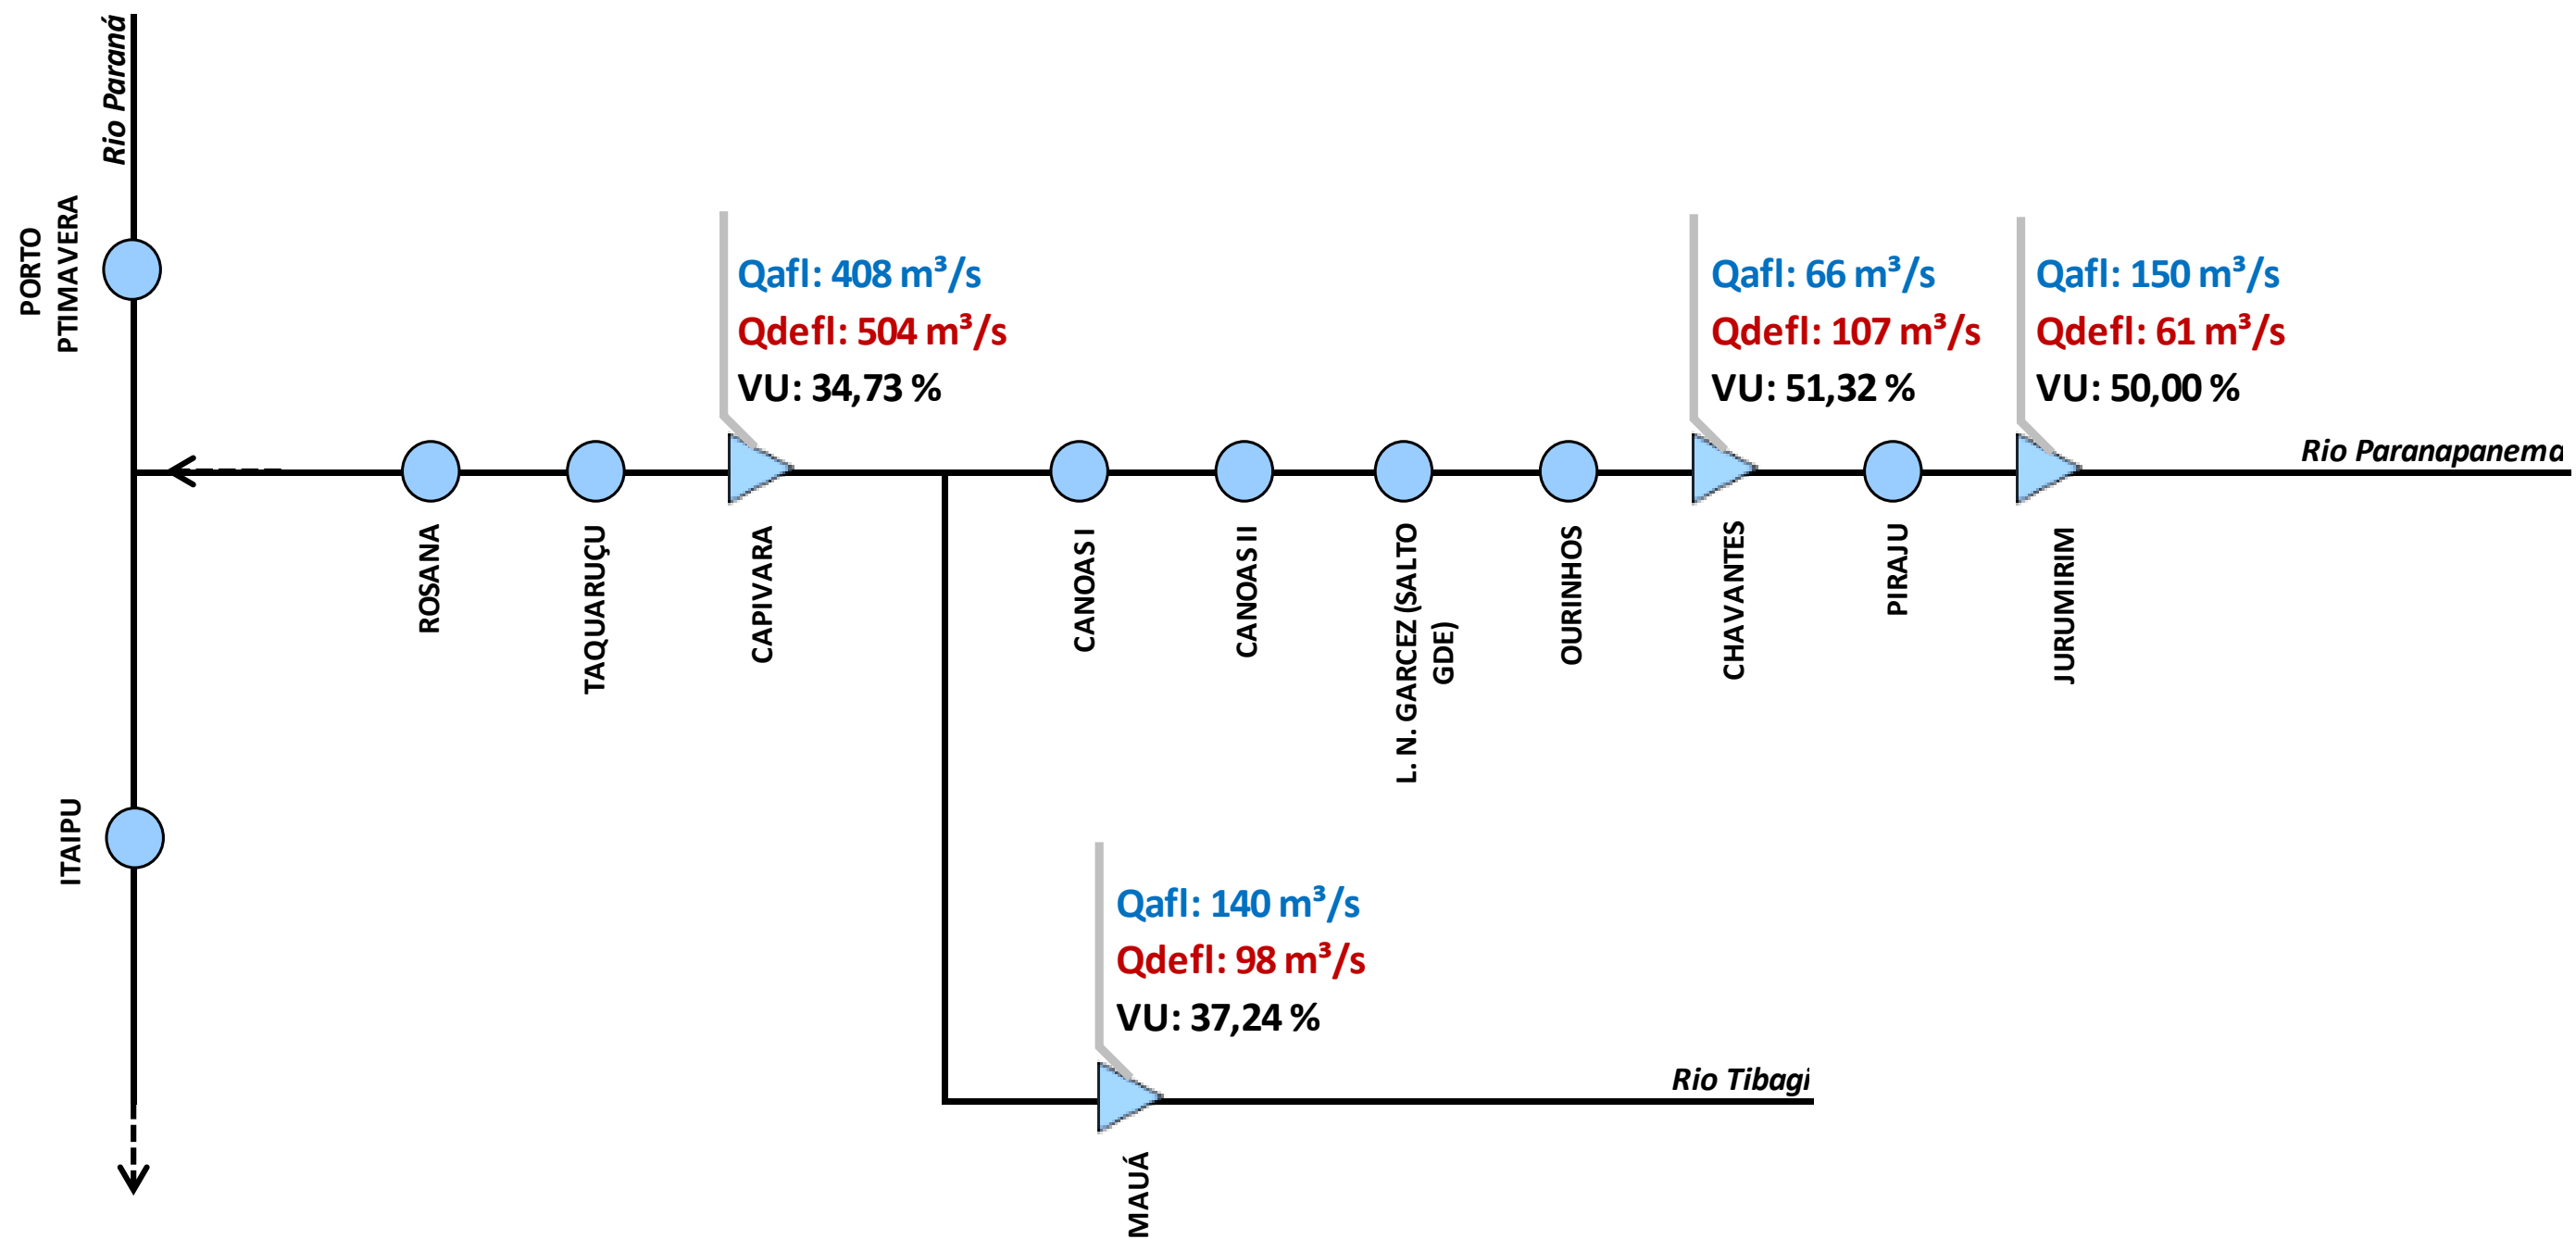 Rio Paraná
PORTO
PTIMAVERA
Qafl: 408 m³/s
Qdefl: 504 m³/s
VU: 34,73 %
Qafl: 66 m³/s
Qdefl: 107 m³/s
VU: 51,32 %
Qafl: 150 m³/s
Qdefl: 61 m³/s
VU: 50,00 %
Rio Paranapanema
ROSANA
TAQUARUÇU
CAPIVARA
CANOAS I
CANOAS II
L. N. GARCEZ (SALTO
GDE)
OURINHOS
CHAVANTES
PIRAJU
JURUMIRIM
ITAIPU
Qafl: 140 m³/s
Qdefl: 98 m³/s
VU: 37,24 %
Rio Tibagi
MAUÁ